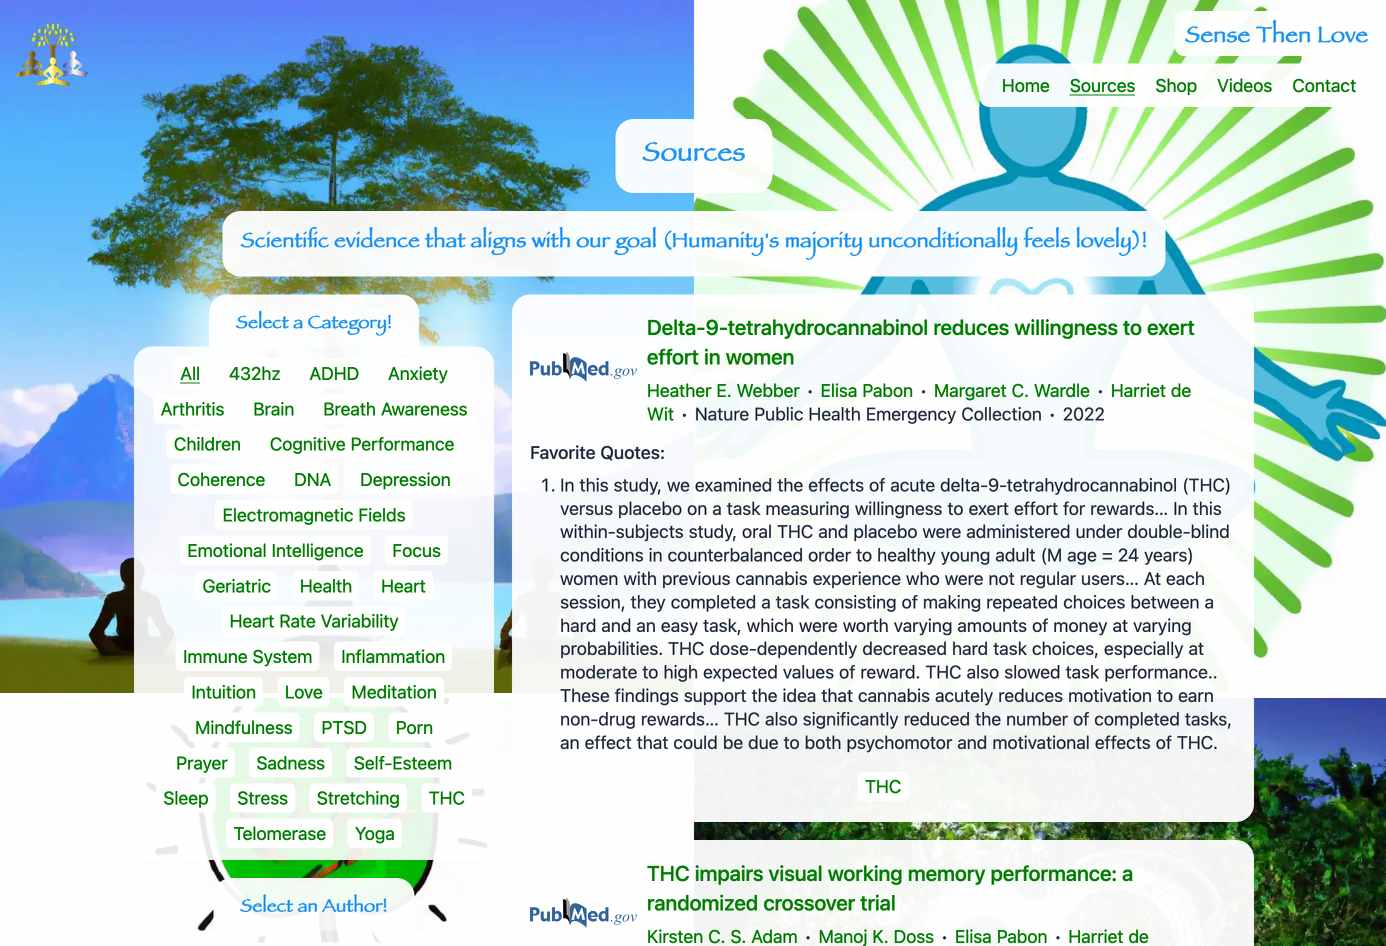 Sense Then Love
Home Sources Shop Videos Contact
Sources
Scientific evidence that aligns with our goal (Humanity's majority unconditionally feels lovely)!
Select a Category!
All 432hz ADHD Anxiety
Arthritis Brain Breath Awareness
Children Cognitive Performance
Coherence DNA Depression
Electromagnetic Fields
Emotional Intelligence Focus
Geriatric Health Heart
Heart Rate Variability
Immune System Inflammation
Intuition Love Meditation
Mindfulness PTSD Porn
Prayer Sadness Self-Esteem
Sleep Stress Stretching THC
Telomerase Yoga
Select an Author!
PubMed.gov
Delta-9-tetrahydrocannabinol reduces willingness to exert
effort in women
Heather E. Webber • Elisa Pabon • Margaret C. Wardle • Harriet de
Wit • Nature Public Health Emergency Collection • 2022
Favorite Quotes:
1. In this study, we examined the effects of acute delta-9-tetrahydrocannabinol (THC)
versus placebo on a task measuring willingness to exert effort for rewards... In this
within-subjects study, oral THC and placebo were administered under double-blind
conditions in counterbalanced order to healthy young adult (M age = 24 years)
women with previous cannabis experience who were not regular users... At each
session, they completed a task consisting of making repeated choices between a
hard and an easy task, which were worth varying amounts of money at varying
probabilities. THC dose-dependently decreased hard task choices, especially at
moderate to high expected values of reward. THC also slowed task performance..
These findings support the idea that cannabis acutely reduces motivation to earn
non-drug rewards... THC also significantly reduced the number of completed tasks,
an effect that could be due to both psychomotor and motivational effects of THC.
THC
PubMed.gov
THC impairs visual working memory performance: a
randomized crossover trial
Kirsten C. S. Adam • Manoj K. Doss • Elisa Pabon • Harriet de